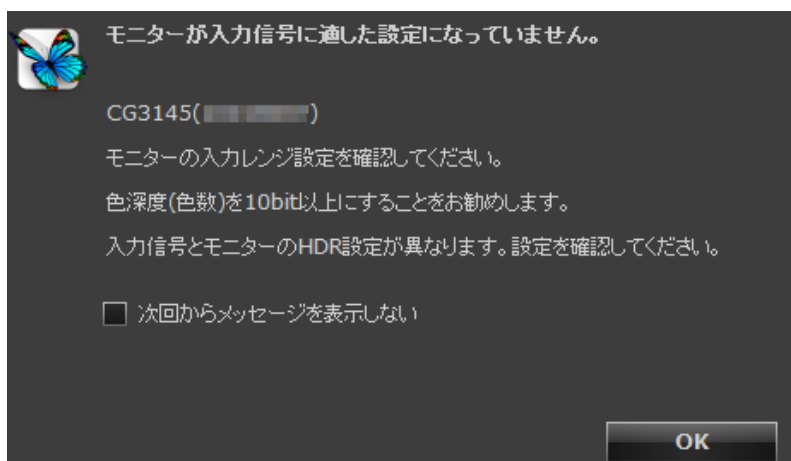 モニターが入力信号に適した設定になっていません。
CG3145( )
モニターの入力レンジ設定を確認してください。
色深度(色数)を10bit以上にすることをお勧めします。
入力信号とモニターのHDR設定が異なります。設定を確認してください。
次回からメッセージを表示しない
OK